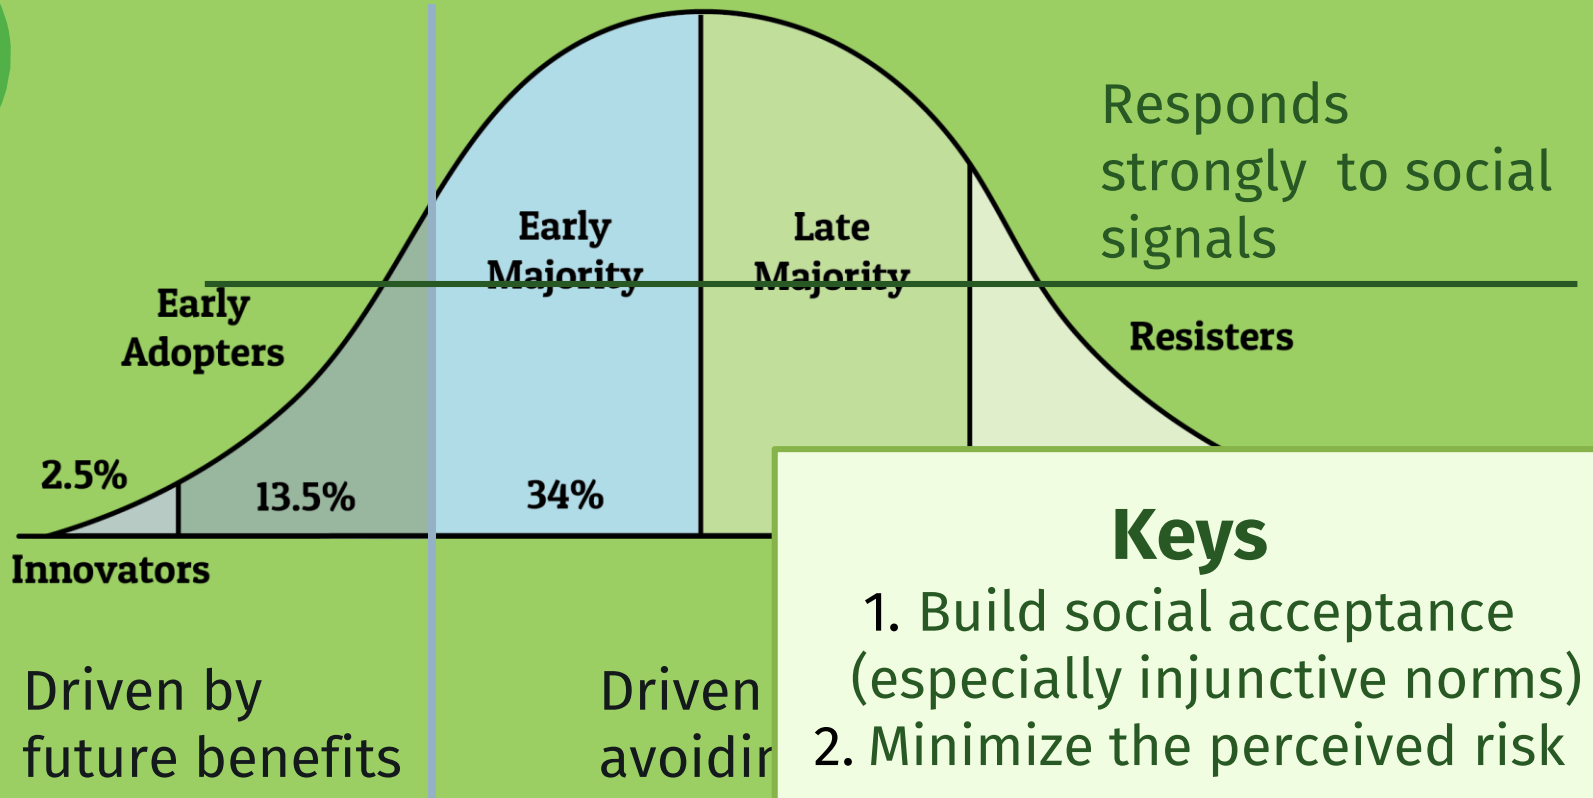 Responds
strongly to social
signals
Early
Majority
Late
Majority
Early
Adopters
Resisters
2.5%
13.5%
34%
Innovators
Keys
1. Build social acceptance
(especially injunctive norms)
2. Minimize the perceived risk
Driven by
future benefits
Driven